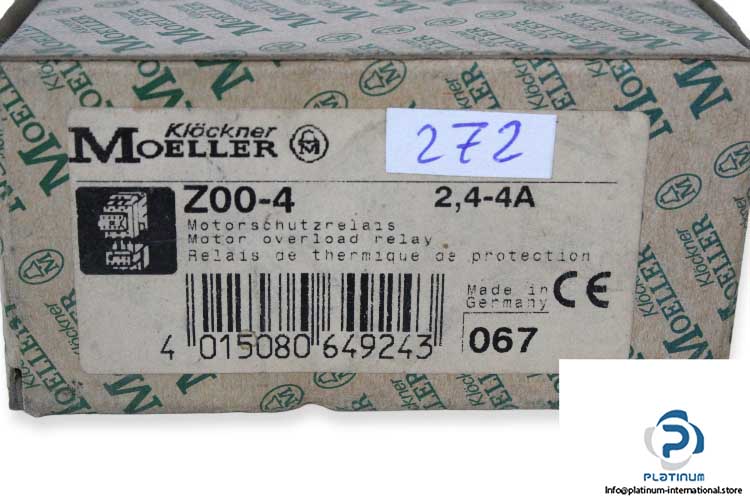 Klöckner
MOELLER
272
Z00-4 2,4-4A
Motorschutzrelais
Motor overload relay
Relais de thermique de protection
Made in
Germany
CE
4 015080 649243
067
PLATINUM
Info@platinum-international.store